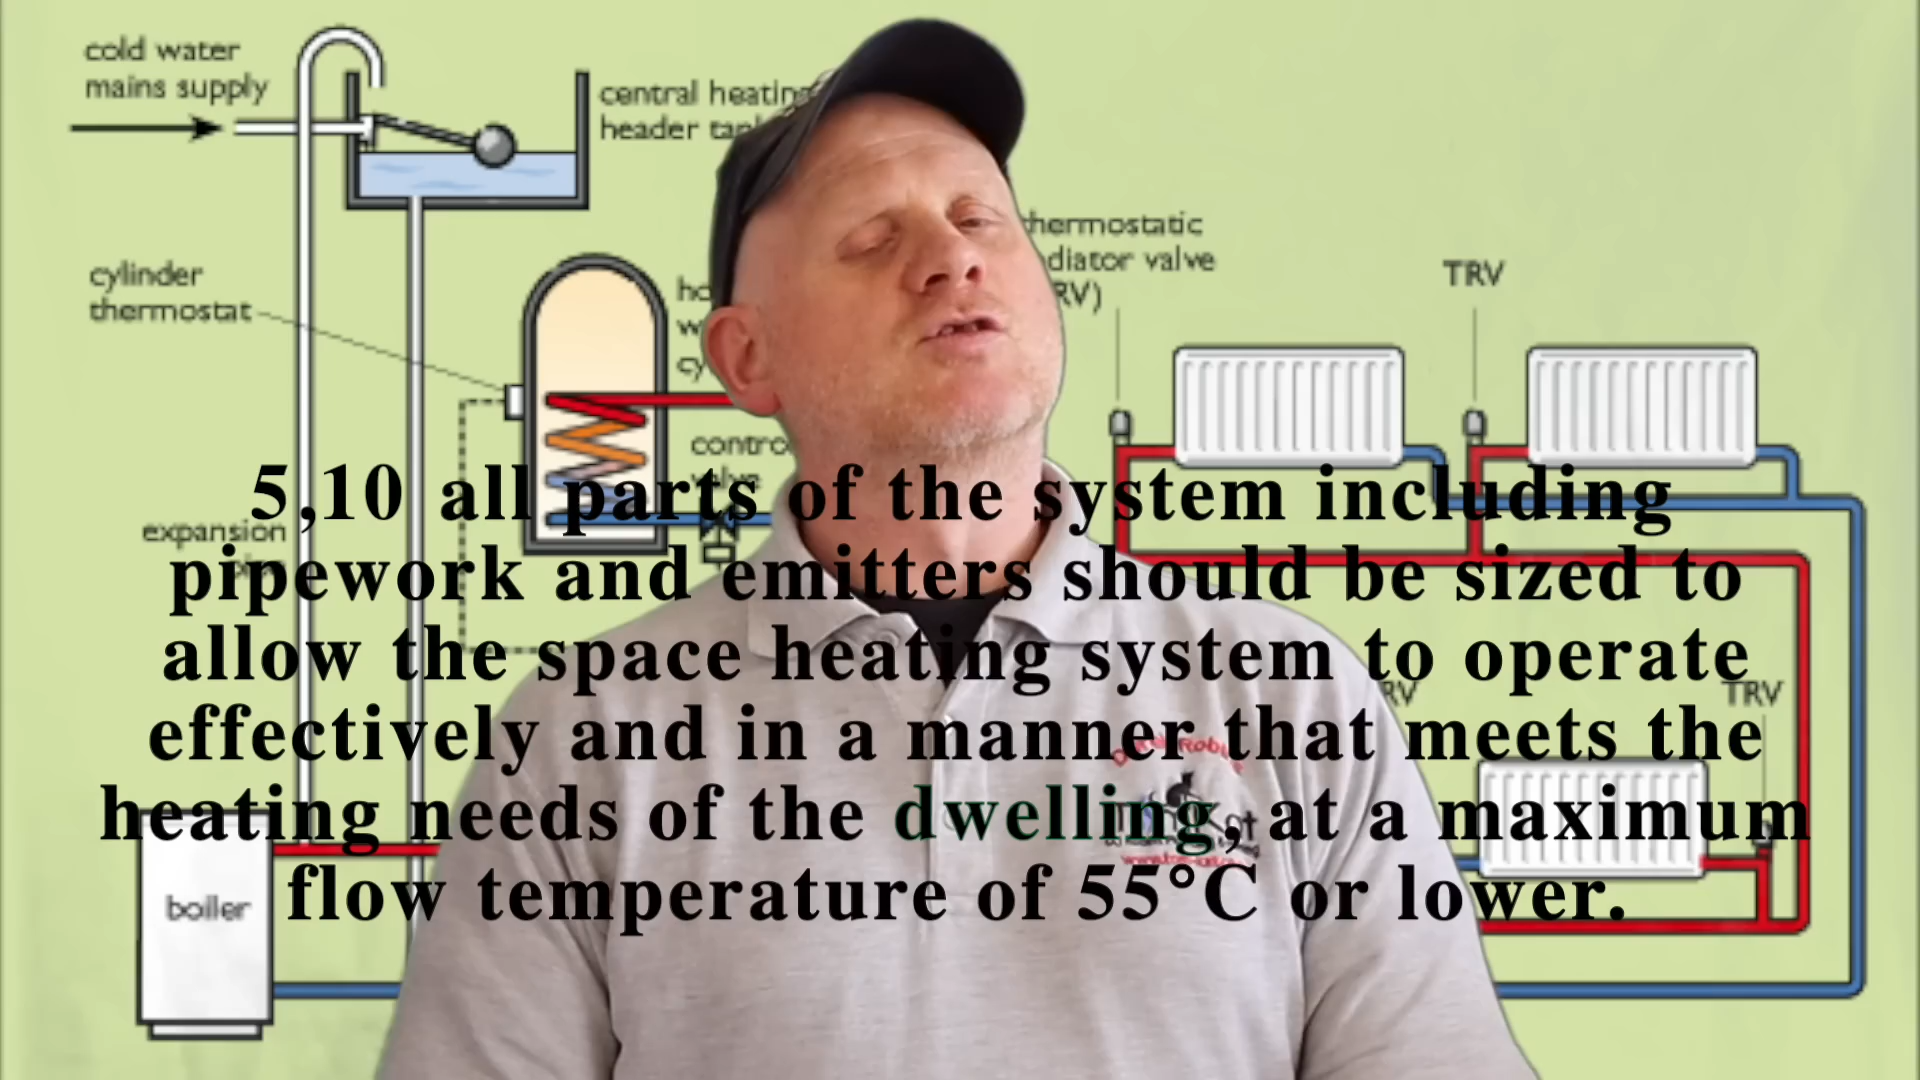 cold water
mains supply
central heating
header
cylinder
thermostat
thermostatic
valve
TRV
expansion
valve
5,10 all parts of the system including
pipework and emitters should be sized to
allow the space heating system to operate
effectively and in a manner that meets the
heating needs of the dwelling, at a maximum
flow temperature of 55°C or lower.
TRV
boiler